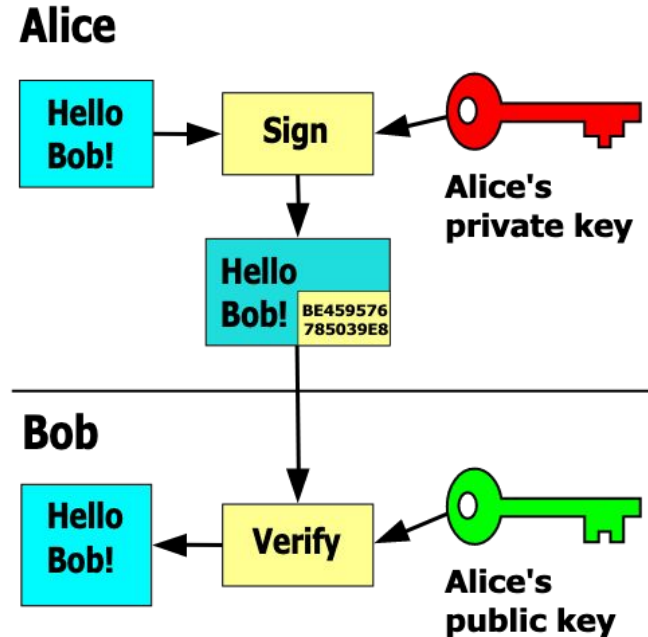 Alice
Hello
Bob!
Sign
Alice's
private key
Hello
Bob!
BE459576
785039E8
Bob
Hello
Bob!
Verify
Alice's
public key